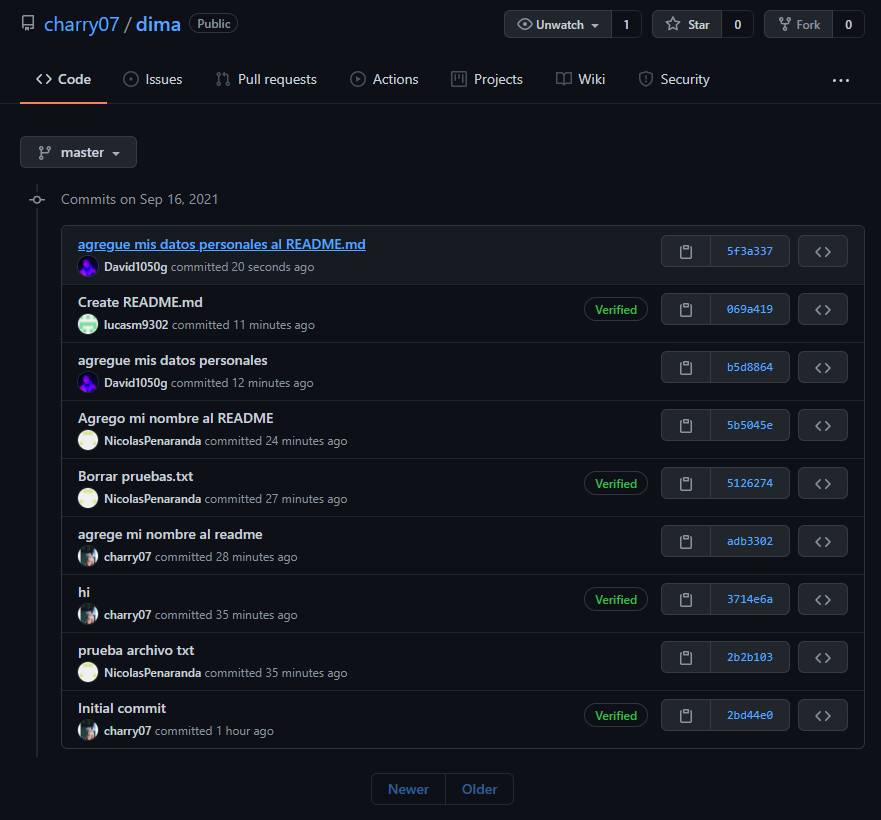 charry07 / dima Public Unwatch 1 Star 0 Fork 0
Code Issues Pull requests Actions Projects Wiki Security ...
master
Commits on Sep 16, 2021
agregue mis datos personales al README.md
David1050g committed 20 seconds ago
5f3a337
Create README.md
lucasm9302 committed 11 minutes ago
Verified 069a419
agregue mis datos personales
David1050g committed 12 minutes ago
b5d8864
Agrego mi nombre al README
NicolasPenaranda committed 24 minutes ago
5b5045e
Borrar pruebas.txt
NicolasPenaranda committed 27 minutes ago
Verified 5126274
agrege mi nombre al readme
charry07 committed 28 minutes ago
adb3302
hi
charry07 committed 35 minutes ago
Verified 3714e6a
prueba archivo txt
NicolasPenaranda committed 35 minutes ago
2b2b103
Initial commit
charry07 committed 1 hour ago
Verified 2bd44e0
Newer Older